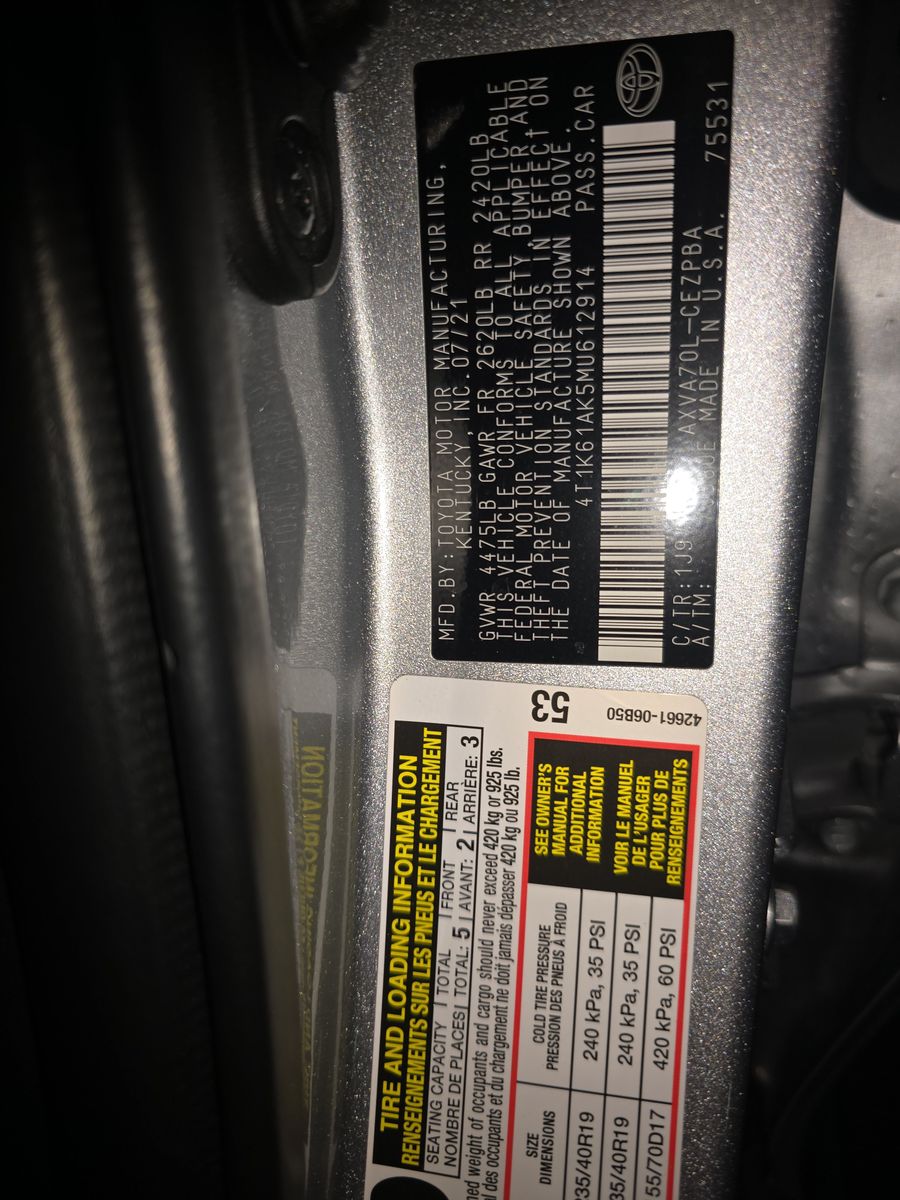 MFD.BY:TOYOTA MOTOR MANUFACTURING,
KENTUCKY INC.07/21
GVWR 4475LB GAWR FR 2620LB RR 2420LB
THIS VEHICLE CONFORMS TO ALL APPLICABLE
FEDERAL MOTOR VEHICLE SAFETY,BUMPER,AND
THEFT PREVENTION STANDARDS IN EFFECT ON
THE DATE OF MANUFACTURE SHOWN ABOVE.
4T1K61AK5MU612914 PASS.CAR
C/TR:1J9 AXVA70L-CEZPBA
A/TM: MADE IN U.S.A. 75531
53
42661-06B50
TIRE AND LOADING INFORMATION
RENSEIGNEMENTS SUR LES PNEUS ET LE CHARGEMENT
SEATING CAPACITY TOTAL FRONT REAR
NOMBRE DE PLACES TOTAL: 5 AVANT: 2 ARRIÈRE: 3
weight of occupants and cargo should never exceed 420 kg or 925 lbs.
des occupants et du chargement ne doit jamais dépasser 420 kg ou 925 lb.
SIZE
DIMENSIONS
COLD TIRE PRESSURE
PRESSION DES PNEUS À FROID
35/40R19 240 kPa, 35 PSI
35/40R19 240 kPa, 35 PSI
55/70D17 420 kPa, 60 PSI
SEE OWNER'S
MANUAL FOR
ADDITIONAL
INFORMATION
VOIR LE MANUEL
DE L'USAGER
POUR PLUS DE
RENSEIGNEMENTS